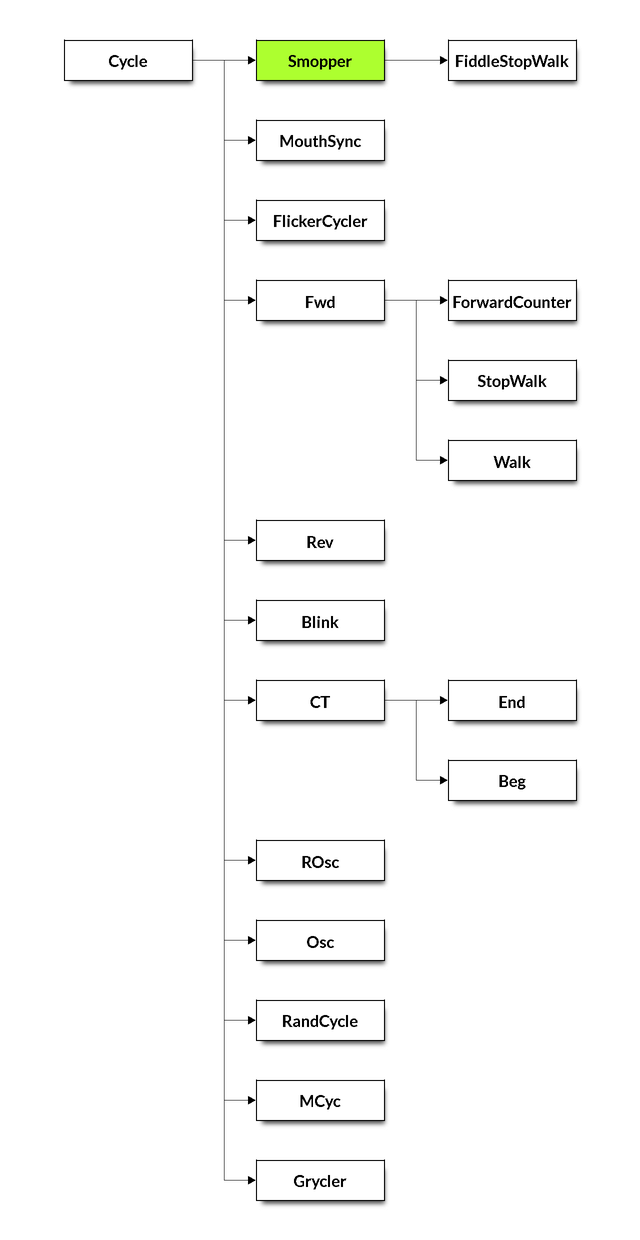 Cycle
Smopper
FiddleStopWalk
MouthSync
FlickerCycler
Fwd
ForwardCounter
StopWalk
Walk
Rev
Blink
CT
End
Beg
ROsc
Osc
RandCycle
MCyc
Grycler